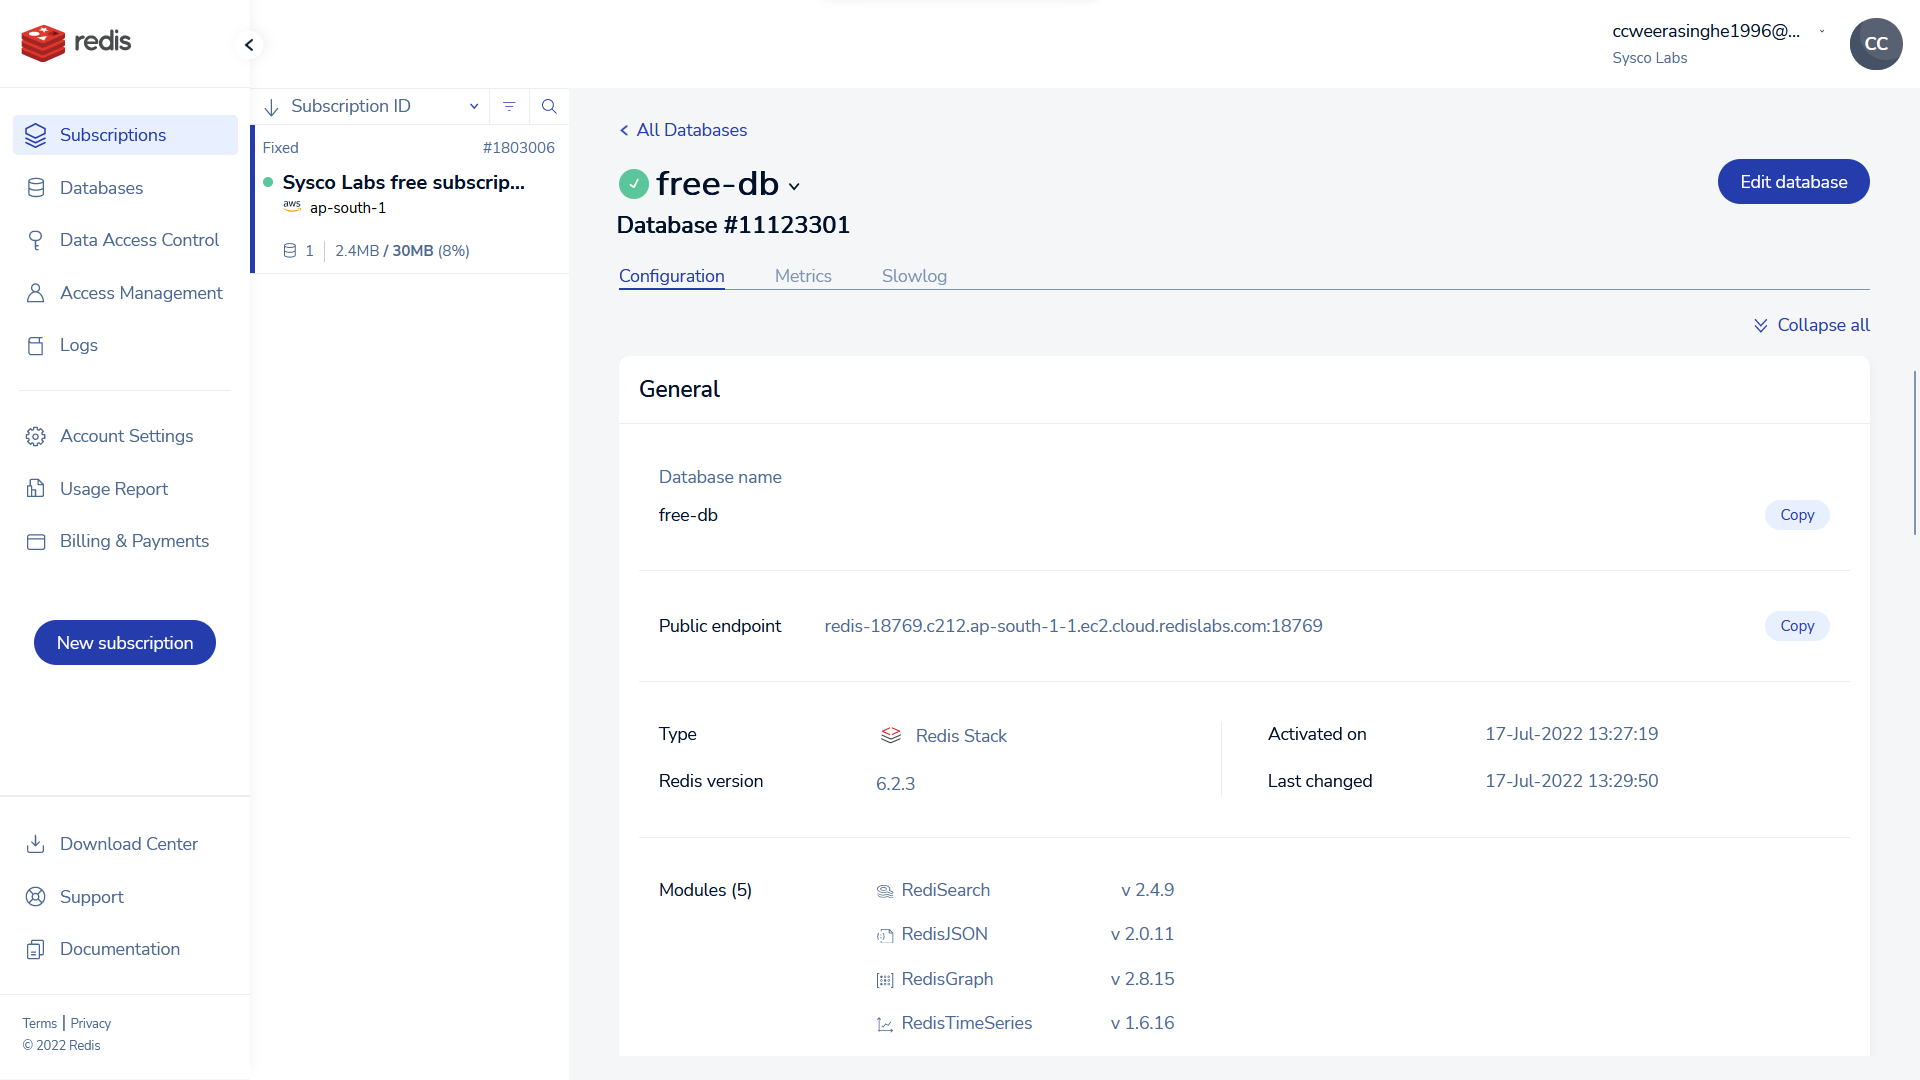 redis
ccweerasinghe1996@...
Sysco Labs
CC
Subscriptions
Databases
Data Access Control
Access Management
Logs
Account Settings
Usage Report
Billing & Payments
New subscription
Download Center
Support
Documentation
Terms | Privacy
© 2022 Redis
Subscription ID
Fixed #1803006
Sysco Labs free subscrip...
aws ap-south-1
1 | 2.4MB / 30MB (8%)
All Databases
free-db
Edit database
Database #11123301
Configuration Metrics Slowlog
Collapse all
General
Database name
free-db Copy
Public endpoint redis-18769.c212.ap-south-1-1.ec2.cloud.redislabs.com:18769 Copy
Type Redis Stack Activated on 17-Jul-2022 13:27:19
Redis version 6.2.3 Last changed 17-Jul-2022 13:29:50
Modules (5) RediSearch v 2.4.9
RedisJSON v 2.0.11
RedisGraph v 2.8.15
RedisTimeSeries v 1.6.16